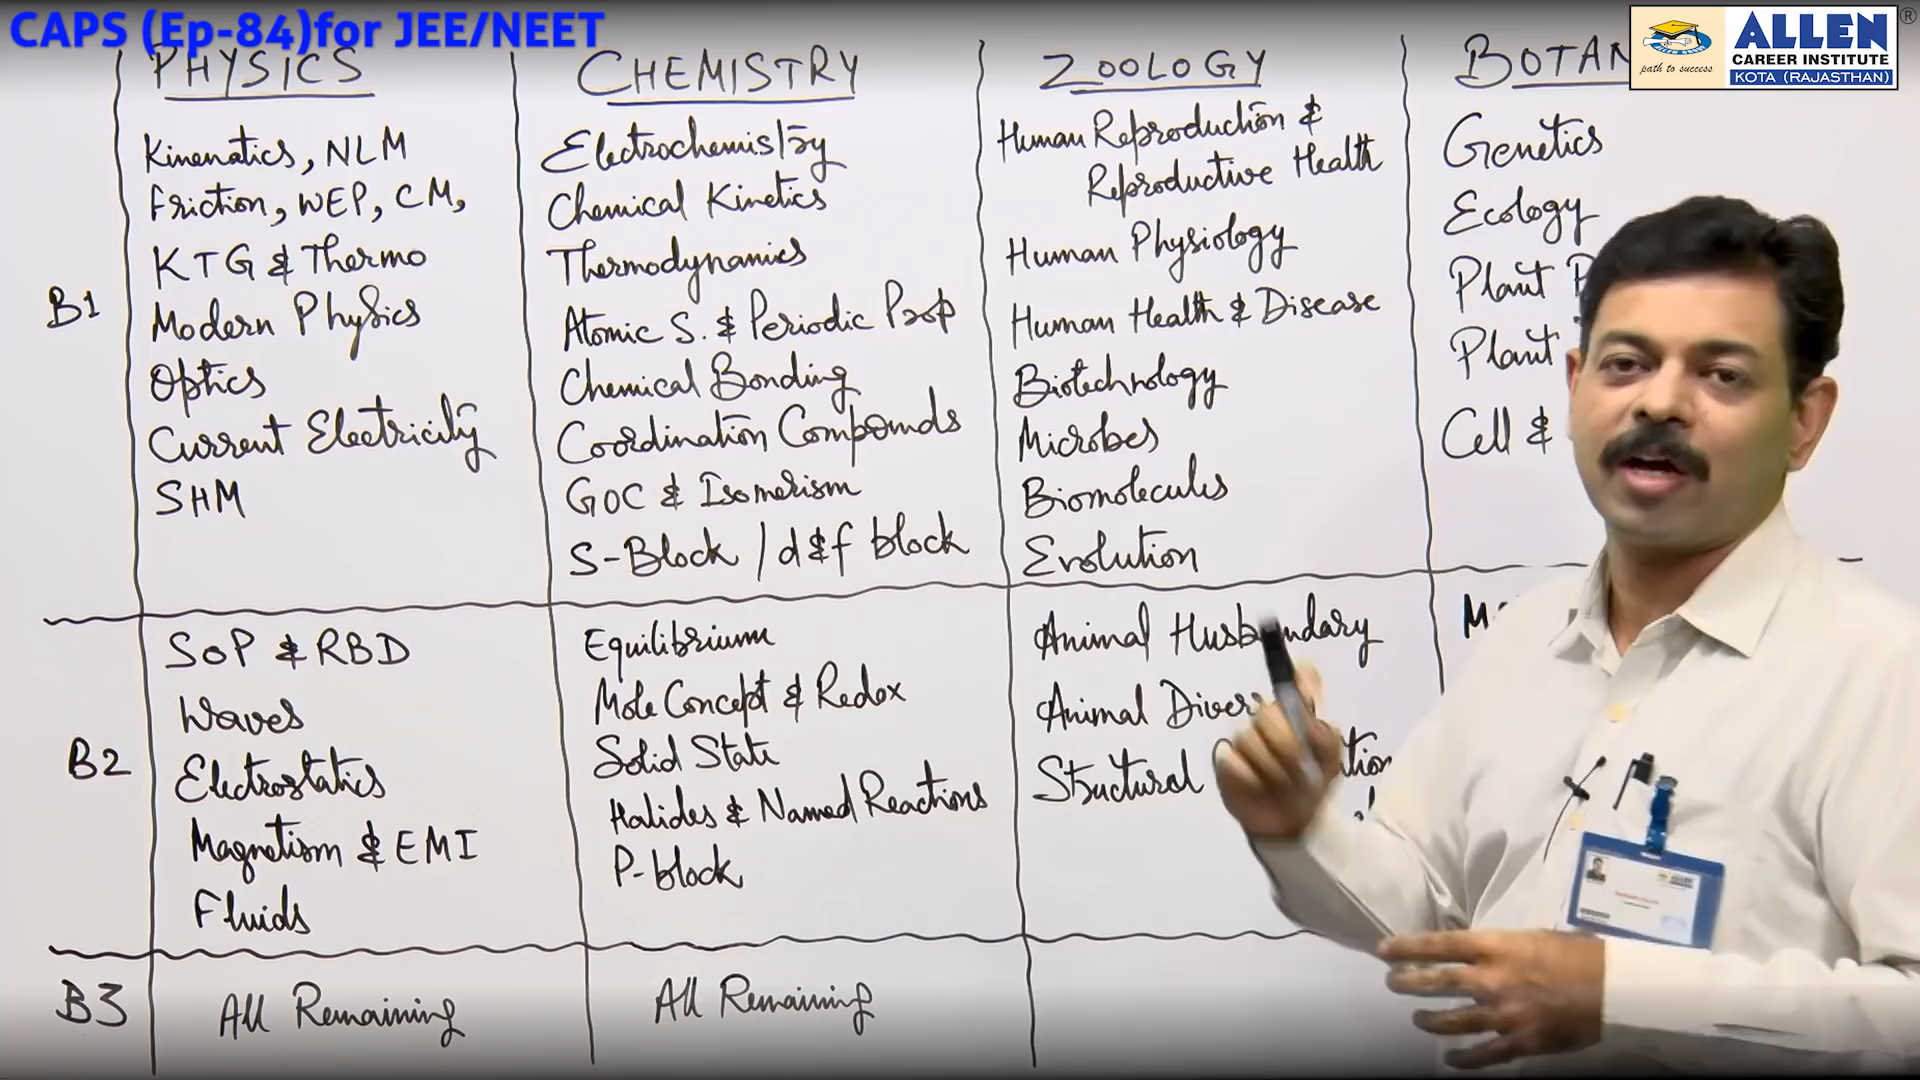 CAPS (Ep-84)for JEE/NEET
ALLEN
CAREER INSTITUTE
KOTA (RAJASTHAN)
path to success
®
PHYSICS
CHEMISTRY
ZOOLOGY
B1
Kinenatics, NLM
Friction, WEP, CM,
KTG & Thermo
Modern Physics
Optics
Current Electricity
SHM
Electrochemistry
Chemical Kinetics
Thermodynamics
Atomic S. & Periodic Prop
Chemical Bonding
Coordination Compounds
GOC & Isomerism
S-Block / d&f block
Human Reproduction &
Reproductive Health
Human Physiology
Human Health & Disease
Biotechnology
Microbes
Biomolecules
Evolution
Genetics
Ecology
Plant
Plant
Cell &
B2
SOP & RBD
Waves
Electrostatics
Magnetism & EMI
Fluids
Equilibrium
Mole Concept & Redox
Solid State
Halides & Named Reactions
P-block
Animal Husbandary
Animal
Structural
B3
All Remaining
All Remaining